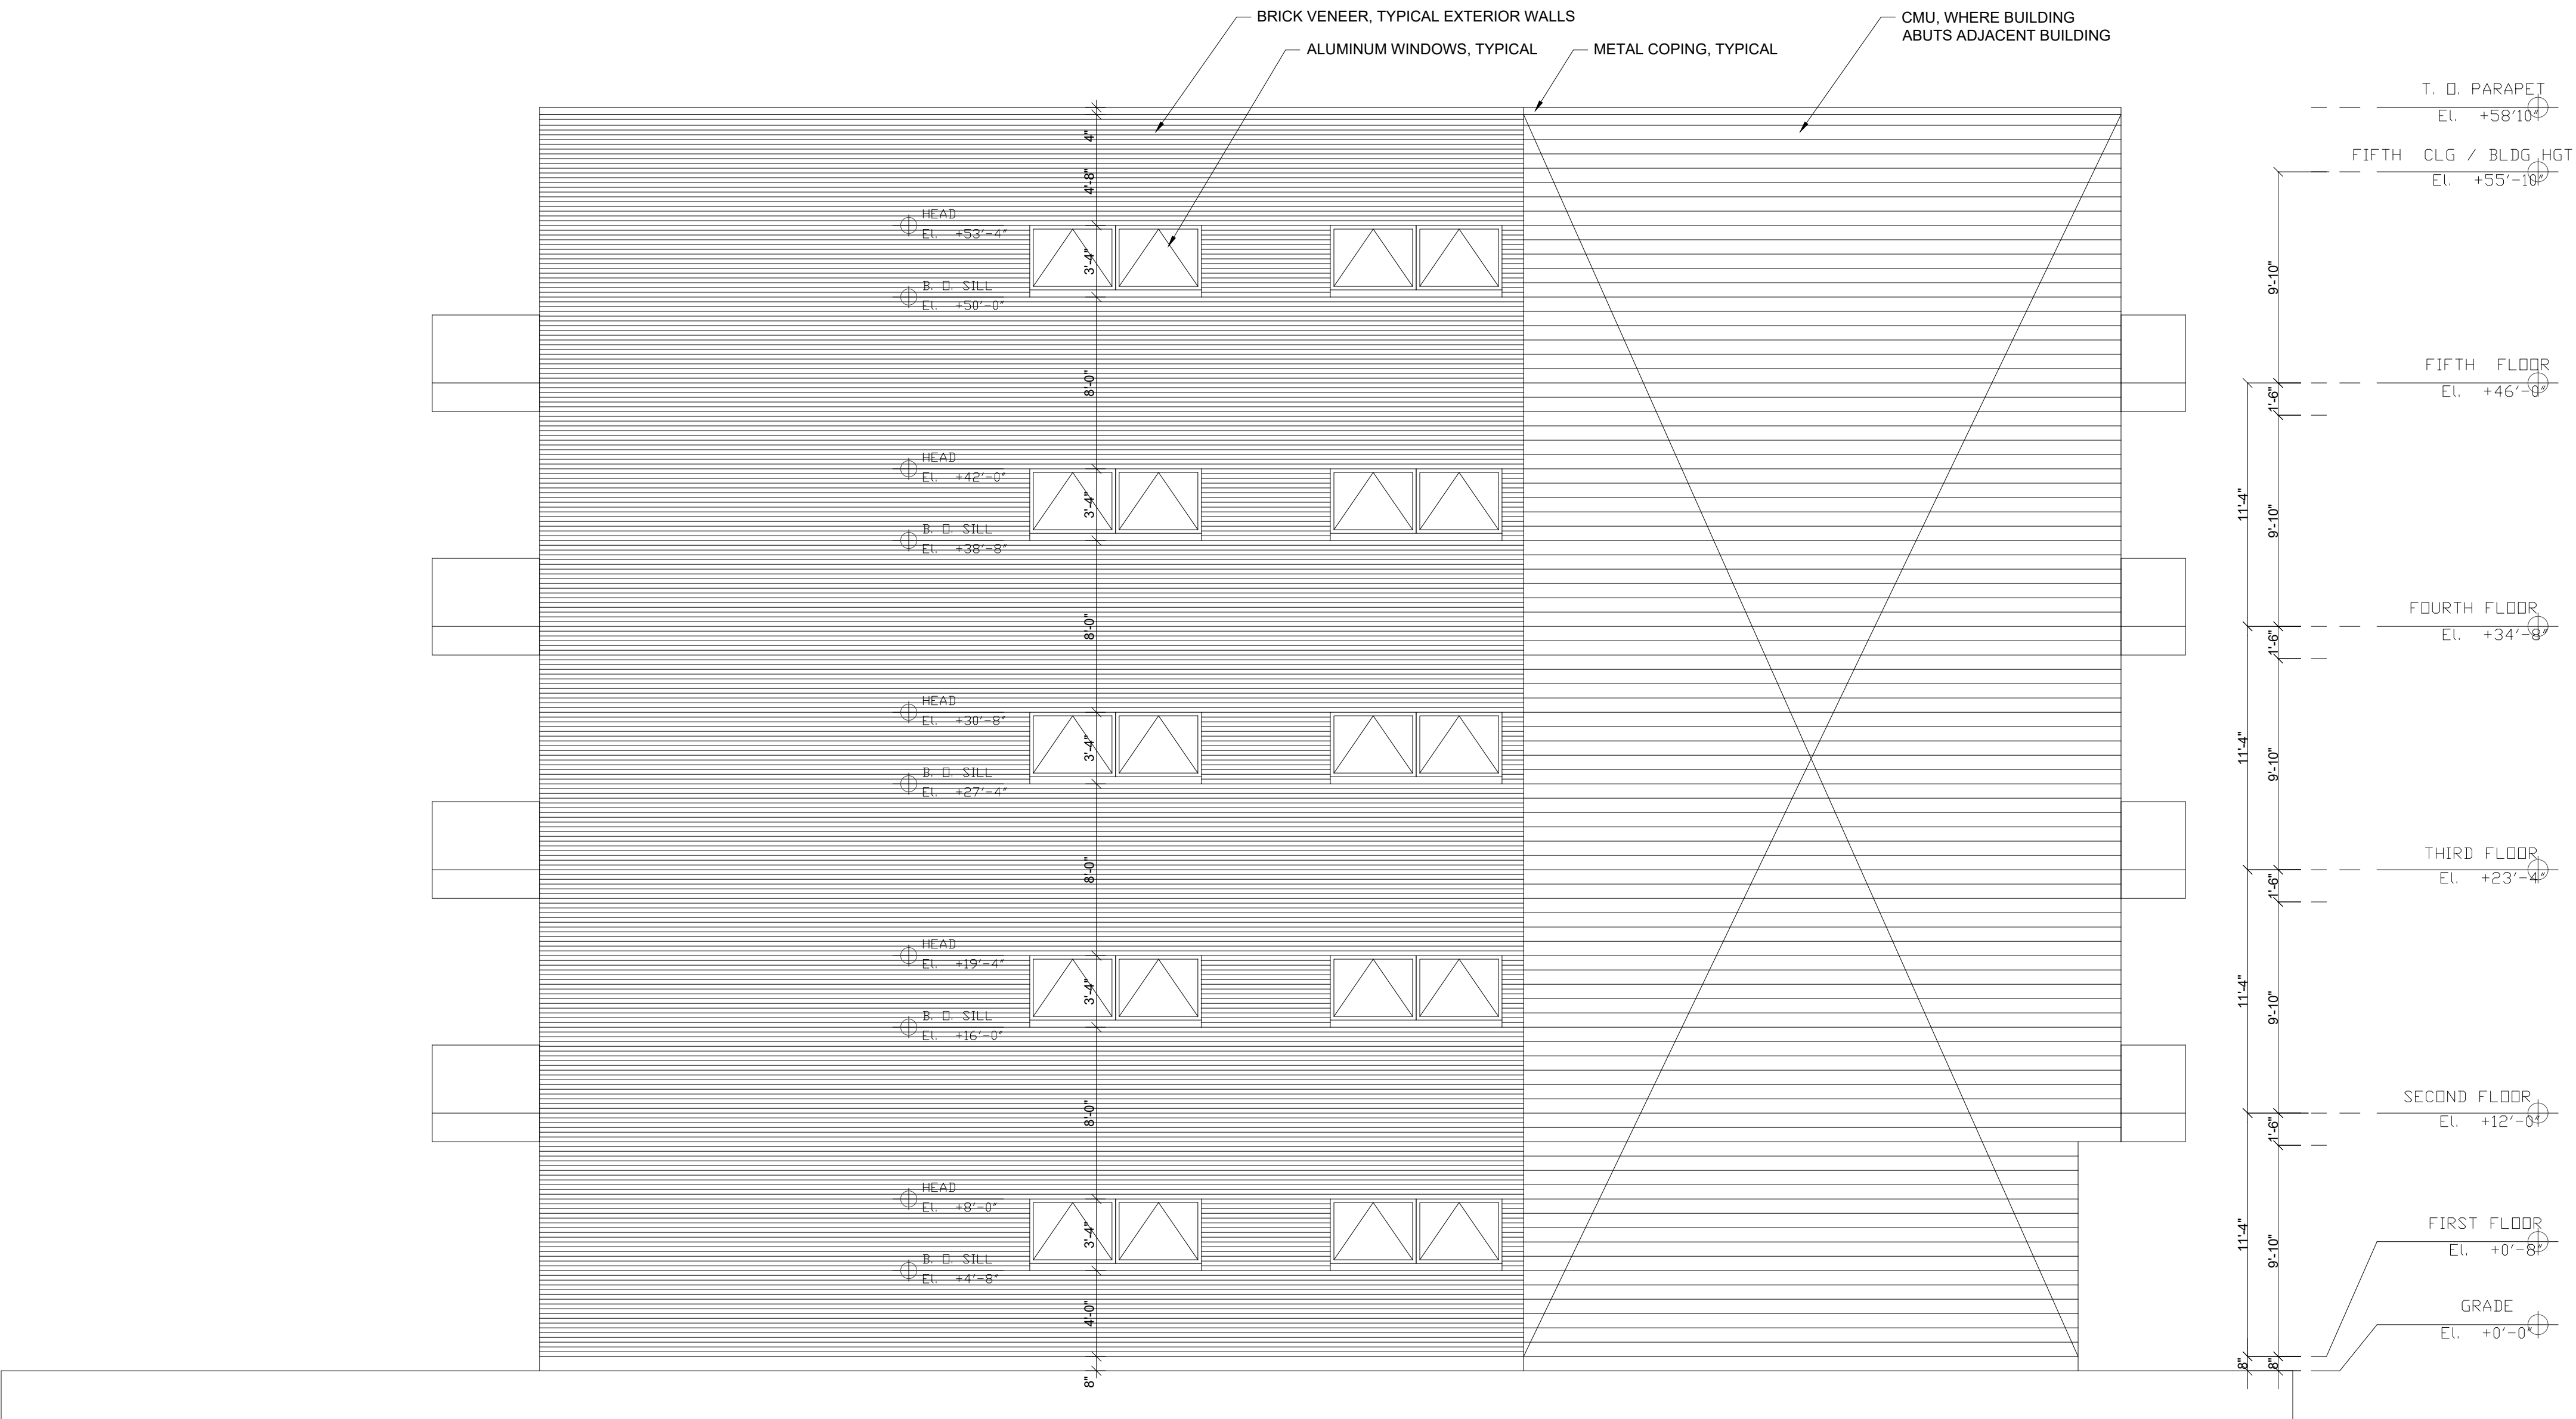 BRICK VENEER, TYPICAL EXTERIOR WALLS
CMU, WHERE BUILDING
ABUTS ADJACENT BUILDING
ALUMINUM WINDOWS, TYPICAL
METAL COPING, TYPICAL
T. O. PARAPET
El. +58'10"
4"
FIFTH CLG / BLDG HGT
El. +55'-10"
4'-8"
HEAD
El. +53'-4"
3'-4"
9'-10"
B. O. SILL
El. +50'-0"
FIFTH FLOOR
El. +46'-0"
8'-0"
1'-6"
HEAD
El. +42'-0"
3'-4"
11'-4"
9'-10"
B. O. SILL
El. +38'-8"
FOURTH FLOOR
El. +34'-8"
8'-0"
1'-6"
HEAD
El. +30'-8"
3'-4"
11'-4"
9'-10"
B. O. SILL
El. +27'-4"
THIRD FLOOR
El. +23'-4"
8'-0"
1'-6"
HEAD
El. +19'-4"
3'-4"
11'-4"
9'-10"
B. O. SILL
El. +16'-0"
SECOND FLOOR
El. +12'-0"
8'-0"
1'-6"
HEAD
El. +8'-0"
3'-4"
11'-4"
9'-10"
FIRST FLOOR
El. +0'-8"
B. O. SILL
El. +4'-8"
4'-0"
GRADE
El. +0'-0"
8"
8"
8"